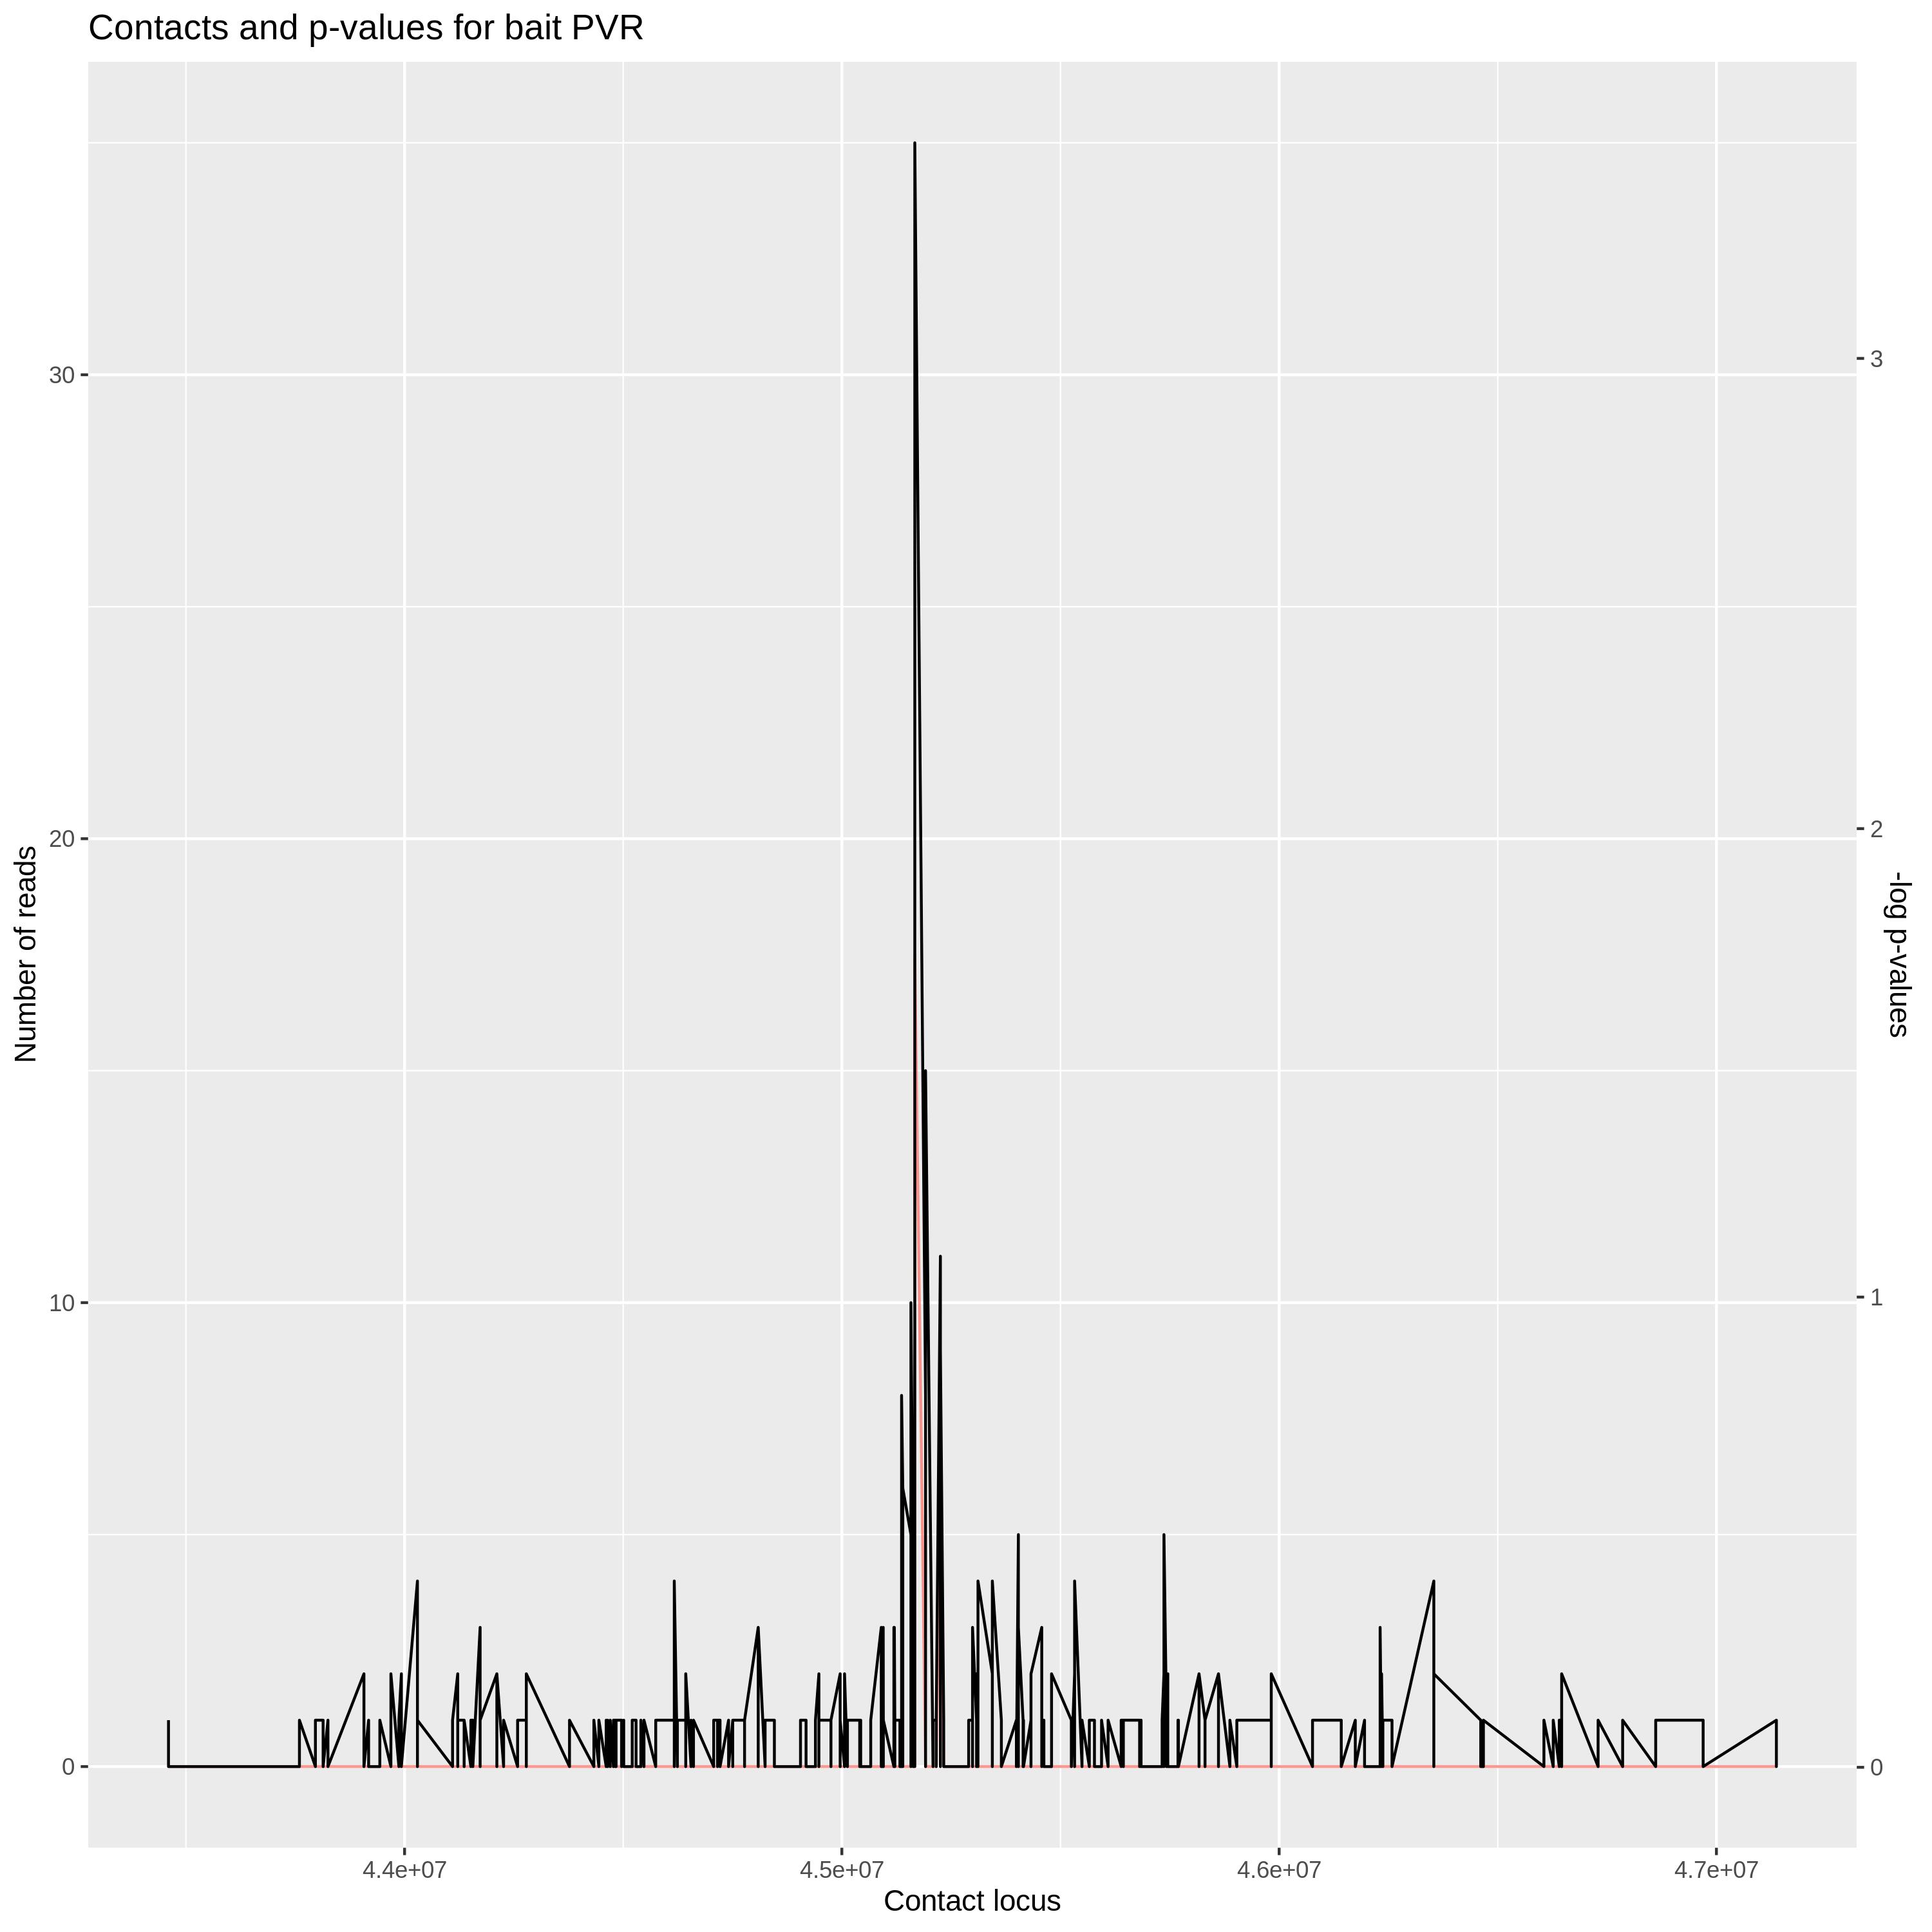 Contacts and p-values for bait PVR
30
20
10
0
Number of reads
3
2
1
0
-log p-values
4.4e+07 4.5e+07 4.6e+07 4.7e+07
Contact locus